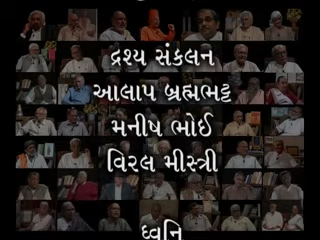 દ્રશ્ય સંકલન
આલાપ બ્રહ્મભટ્ટ
મનીષ ભોઈ
વિરલ મીસ્ત્રી
ધ્વનિ